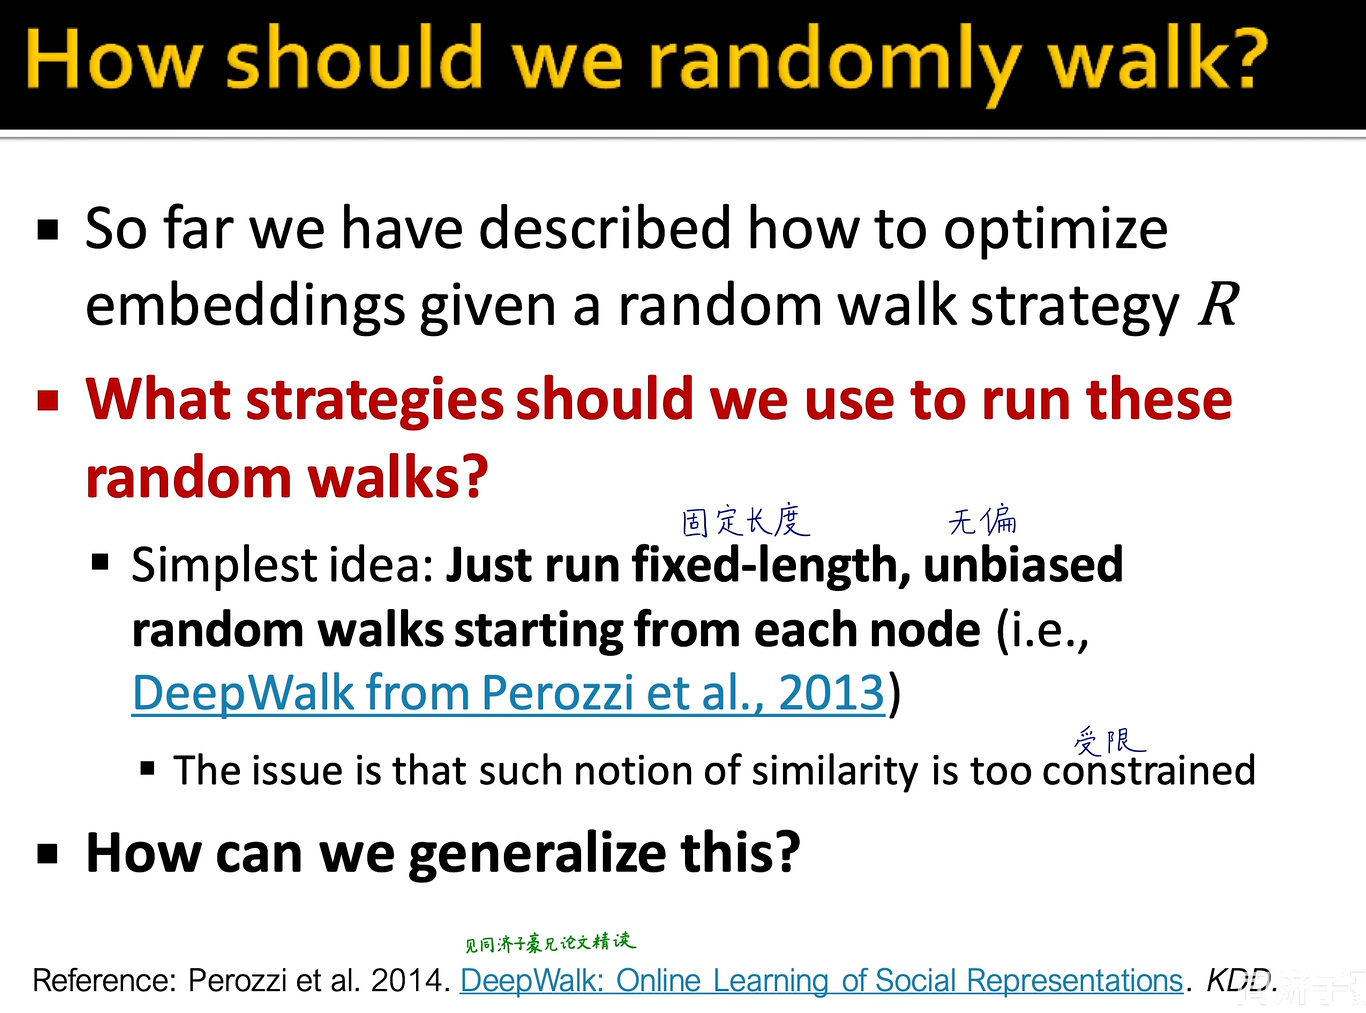 How should we randomly walk?
So far we have described how to optimize
embeddings given a random walk strategy R
What strategies should we use to run these
random walks?
固定长度 无偏
Simplest idea: Just run fixed-length, unbiased
random walks starting from each node (i.e.,
DeepWalk from Perozzi et al., 2013)
受限
The issue is that such notion of similarity is too constrained
How can we generalize this?
见同济子豪兄论文精读
Reference: Perozzi et al. 2014. DeepWalk: Online Learning of Social Representations. KDD.